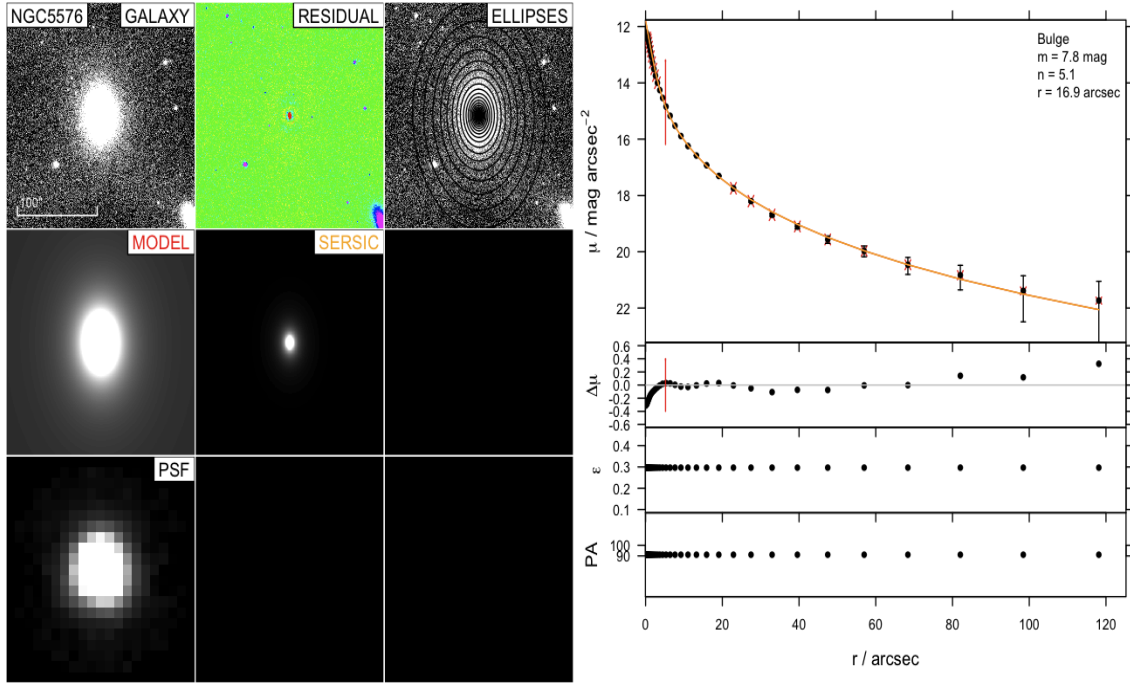 NGC5576 GALAXY RESIDUAL ELLIPSES
100"
MODEL SERSIC
PSF
Bulge
m = 7.8 mag
n = 5.1
r = 16.9 arcsec
μ / mag arcsec−2
12
14
16
18
20
22
Δμ
0.6
0.4
0.2
0.0
-0.2
-0.4
-0.6
ε
0.4
0.3
0.2
0.1
PA
100
90
0 20 40 60 80 100 120
r / arcsec